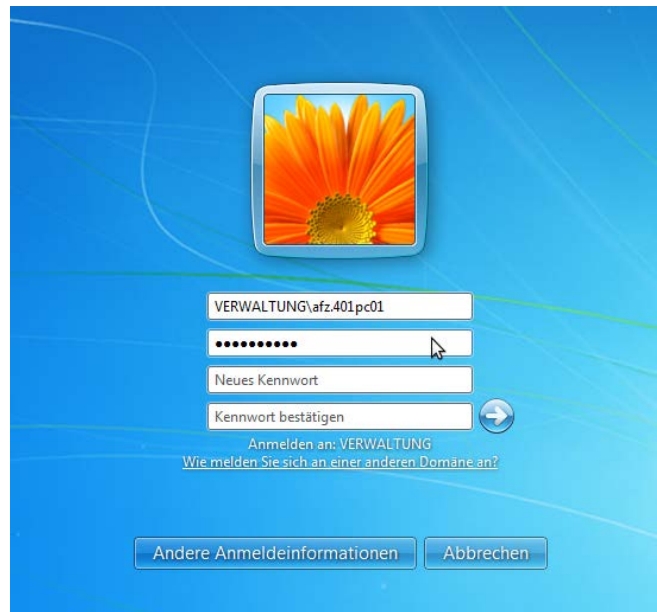 VERWALTUNG\afz.401pc01
●●●●●●●●●●
Neues Kennwort
Kennwort bestätigen
Anmelden an: VERWALTUNG
Wie melden Sie sich an einer anderen Domäne an?
Andere Anmeldeinformationen
Abbrechen